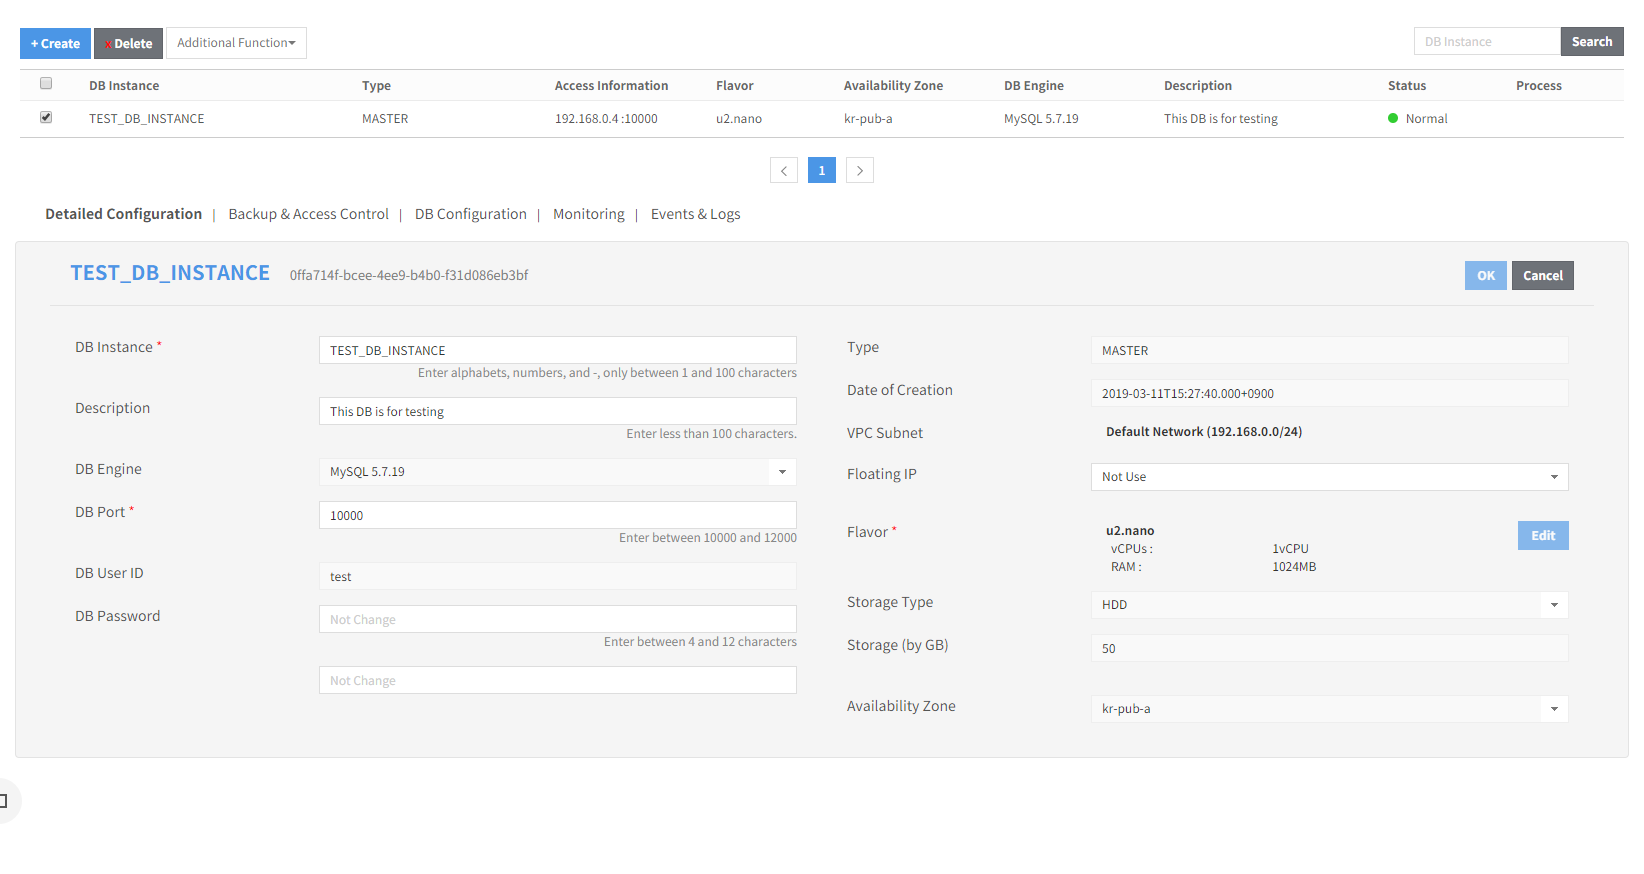 + Create x Delete Additional Function DB Instance Search
DB Instance Type Access Information Flavor Availability Zone DB Engine Description Status Process
TEST_DB_INSTANCE MASTER 192.168.0.4 :10000 u2.nano kr-pub-a MySQL 5.7.19 This DB is for testing Normal
< 1 >
Detailed Configuration | Backup & Access Control | DB Configuration | Monitoring | Events & Logs
TEST_DB_INSTANCE 0ffa714f-bcee-4ee9-b4b0-f31d086eb3bf OK Cancel
DB Instance * TEST_DB_INSTANCE
Enter alphabets, numbers, and -, only between 1 and 100 characters
Description This DB is for testing
Enter less than 100 characters.
DB Engine MySQL 5.7.19
DB Port * 10000
Enter between 10000 and 12000
DB User ID test
DB Password Not Change
Enter between 4 and 12 characters
Not Change
Type MASTER
Date of Creation 2019-03-11T15:27:40.000+0900
VPC Subnet Default Network (192.168.0.0/24)
Floating IP Not Use
Flavor * u2.nano Edit
vCPUs : 1vCPU
RAM : 1024MB
Storage Type HDD
Storage (by GB) 50
Availability Zone kr-pub-a